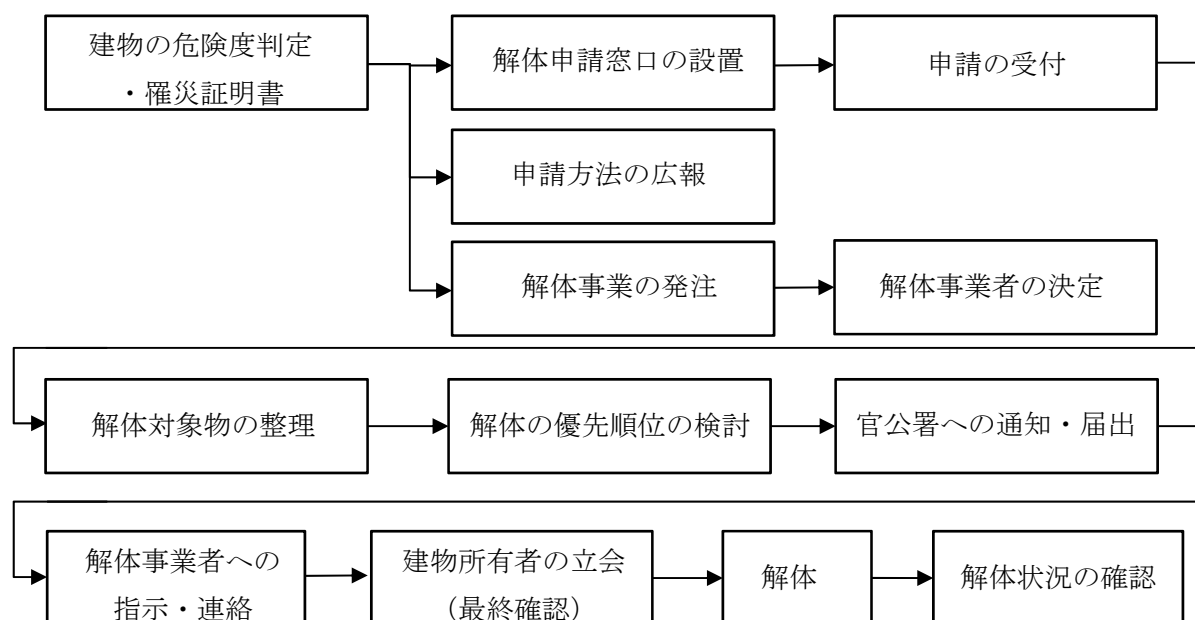 建物の危険度判定
・罹災証明書
解体申請窓口の設置
申請の受付
申請方法の広報
解体事業の発注
解体事業者の決定
解体対象物の整理
解体の優先順位の検討
官公署への通知・届出
解体事業者への
指示・連絡
建物所有者の立会
（最終確認）
解体
解体状況の確認